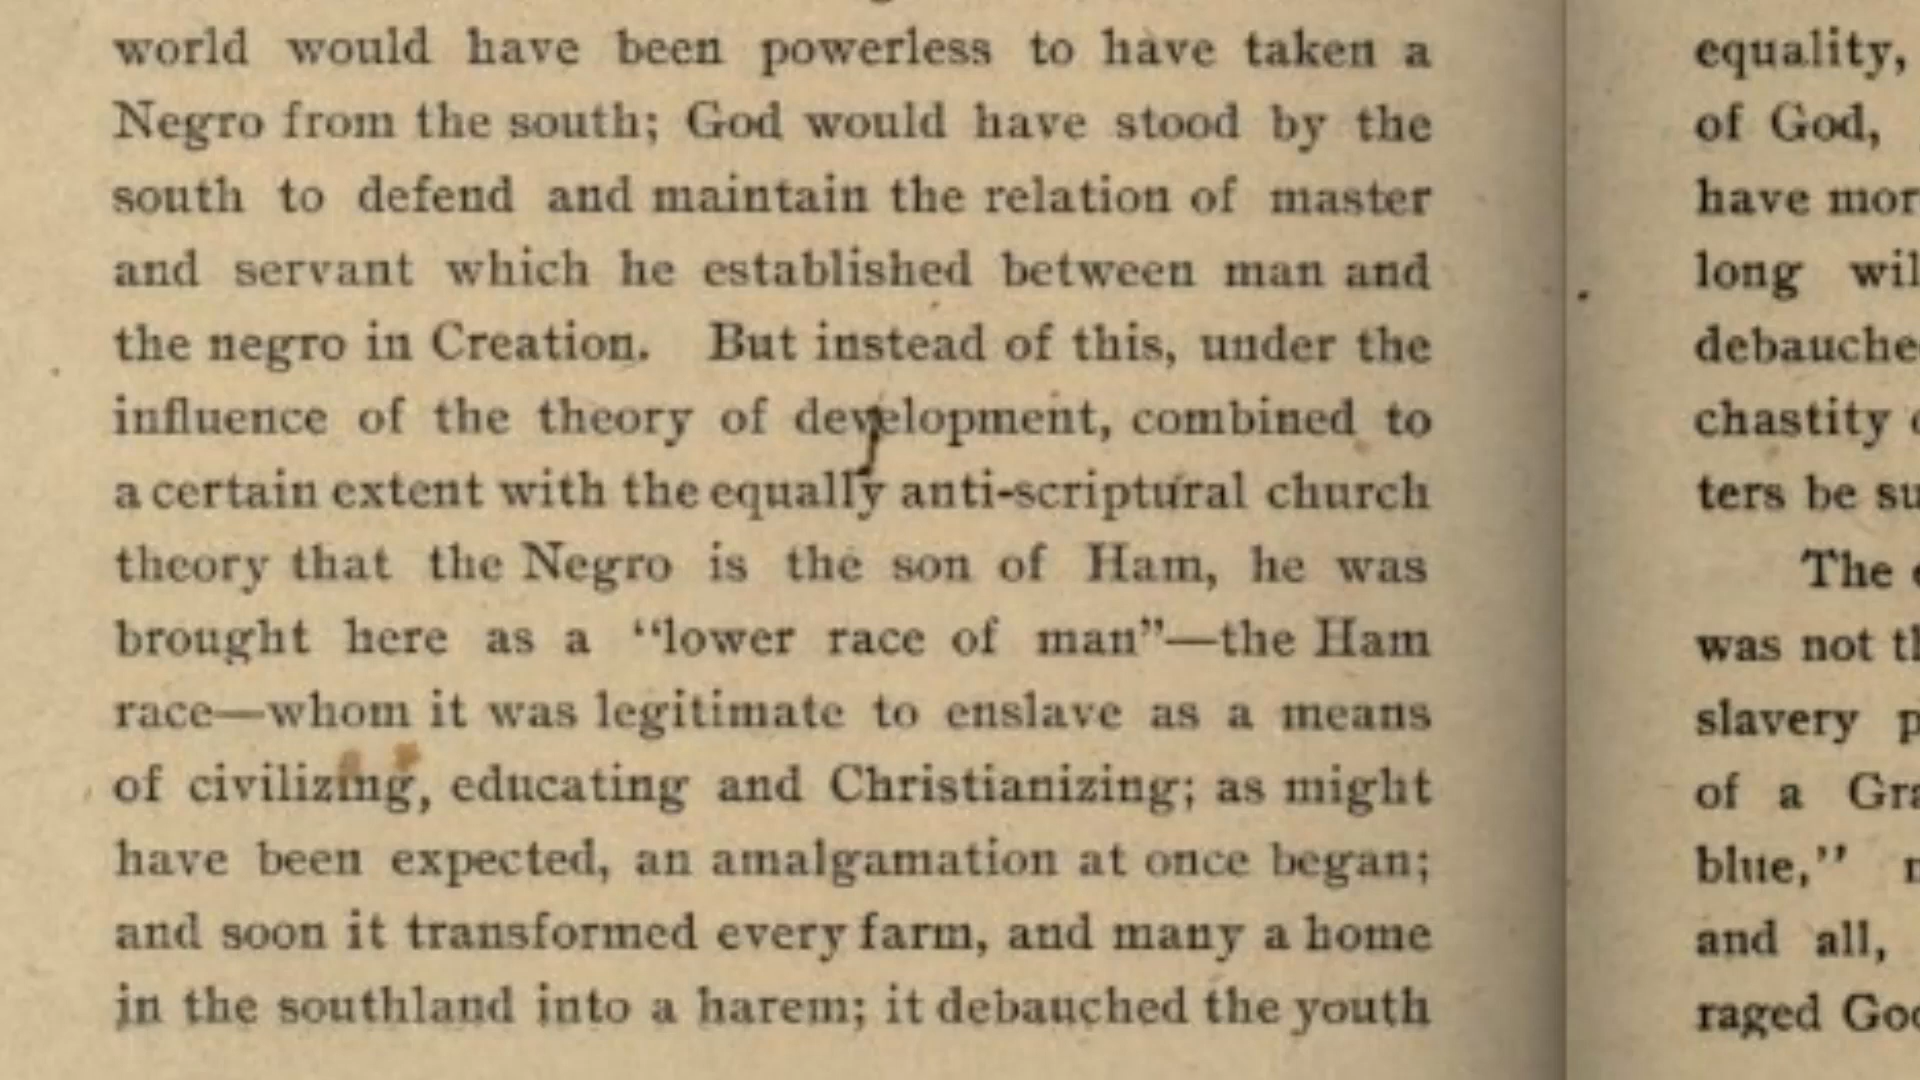 world would have been powerless to have taken a
Negro from the south; God would have stood by the
south to defend and maintain the relation of master
and servant which he established between man and
the negro in Creation. But instead of this, under the
influence of the theory of development, combined to
a certain extent with the equally anti-scriptural church
theory that the Negro is the son of Ham, he was
brought here as a “lower race of man”—the Ham
race—whom it was legitimate to enslave as a means
of civilizing, educating and Christianizing; as might
have been expected, an amalgamation at once began;
and soon it transformed every farm, and many a home
in the southland into a harem; it debauched the youth
equality,
of God,
have
long
chastity
ters be
The
was not
slavery
of a
blue,”
and all,
raged